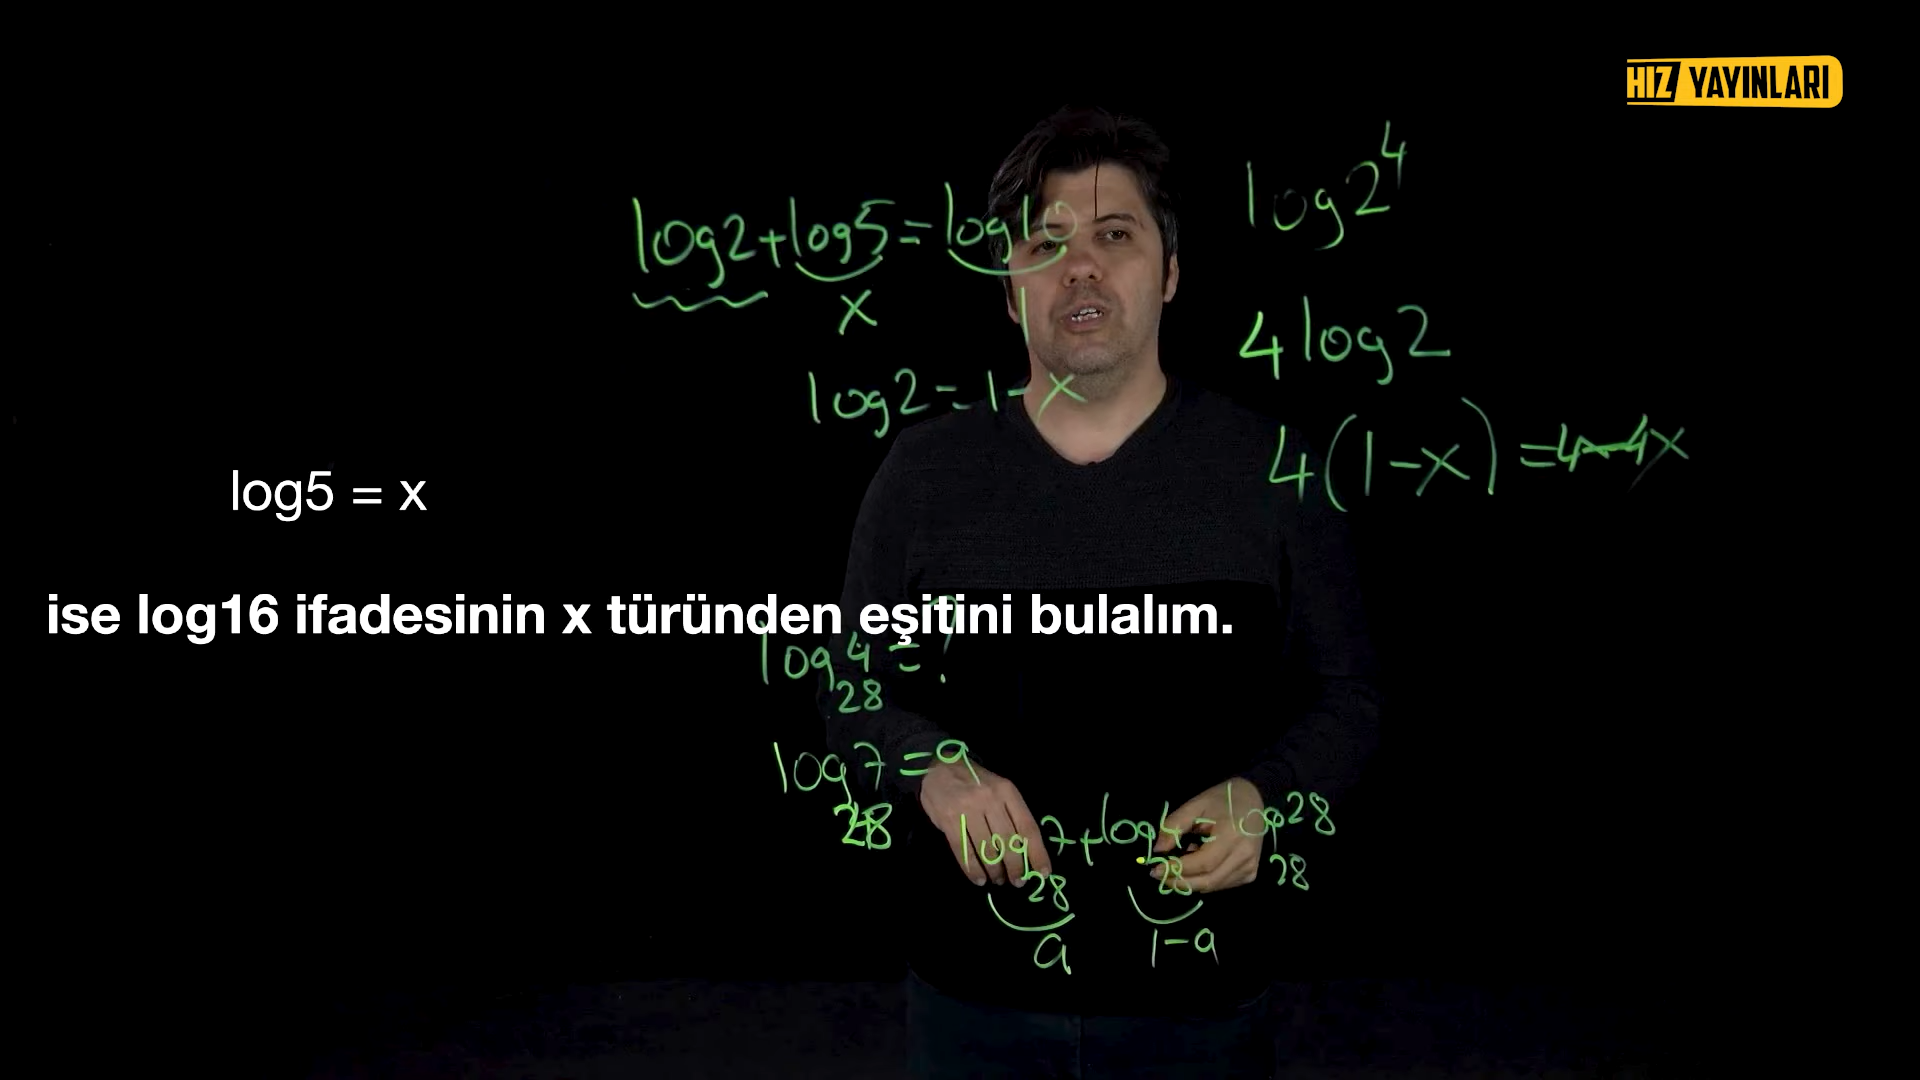 HIZ YAYINLARI
log2+log5=log10
x 1
log2=1-x
log2⁴
4log2
4(1-x)=4-4x
log5 = x
ise log16 ifadesinin x türünden eşitini bulalım.
log₂₈4=?
log₂₈7=a
log₂₈7+log₂₈4=log₂₈28
a 1-a